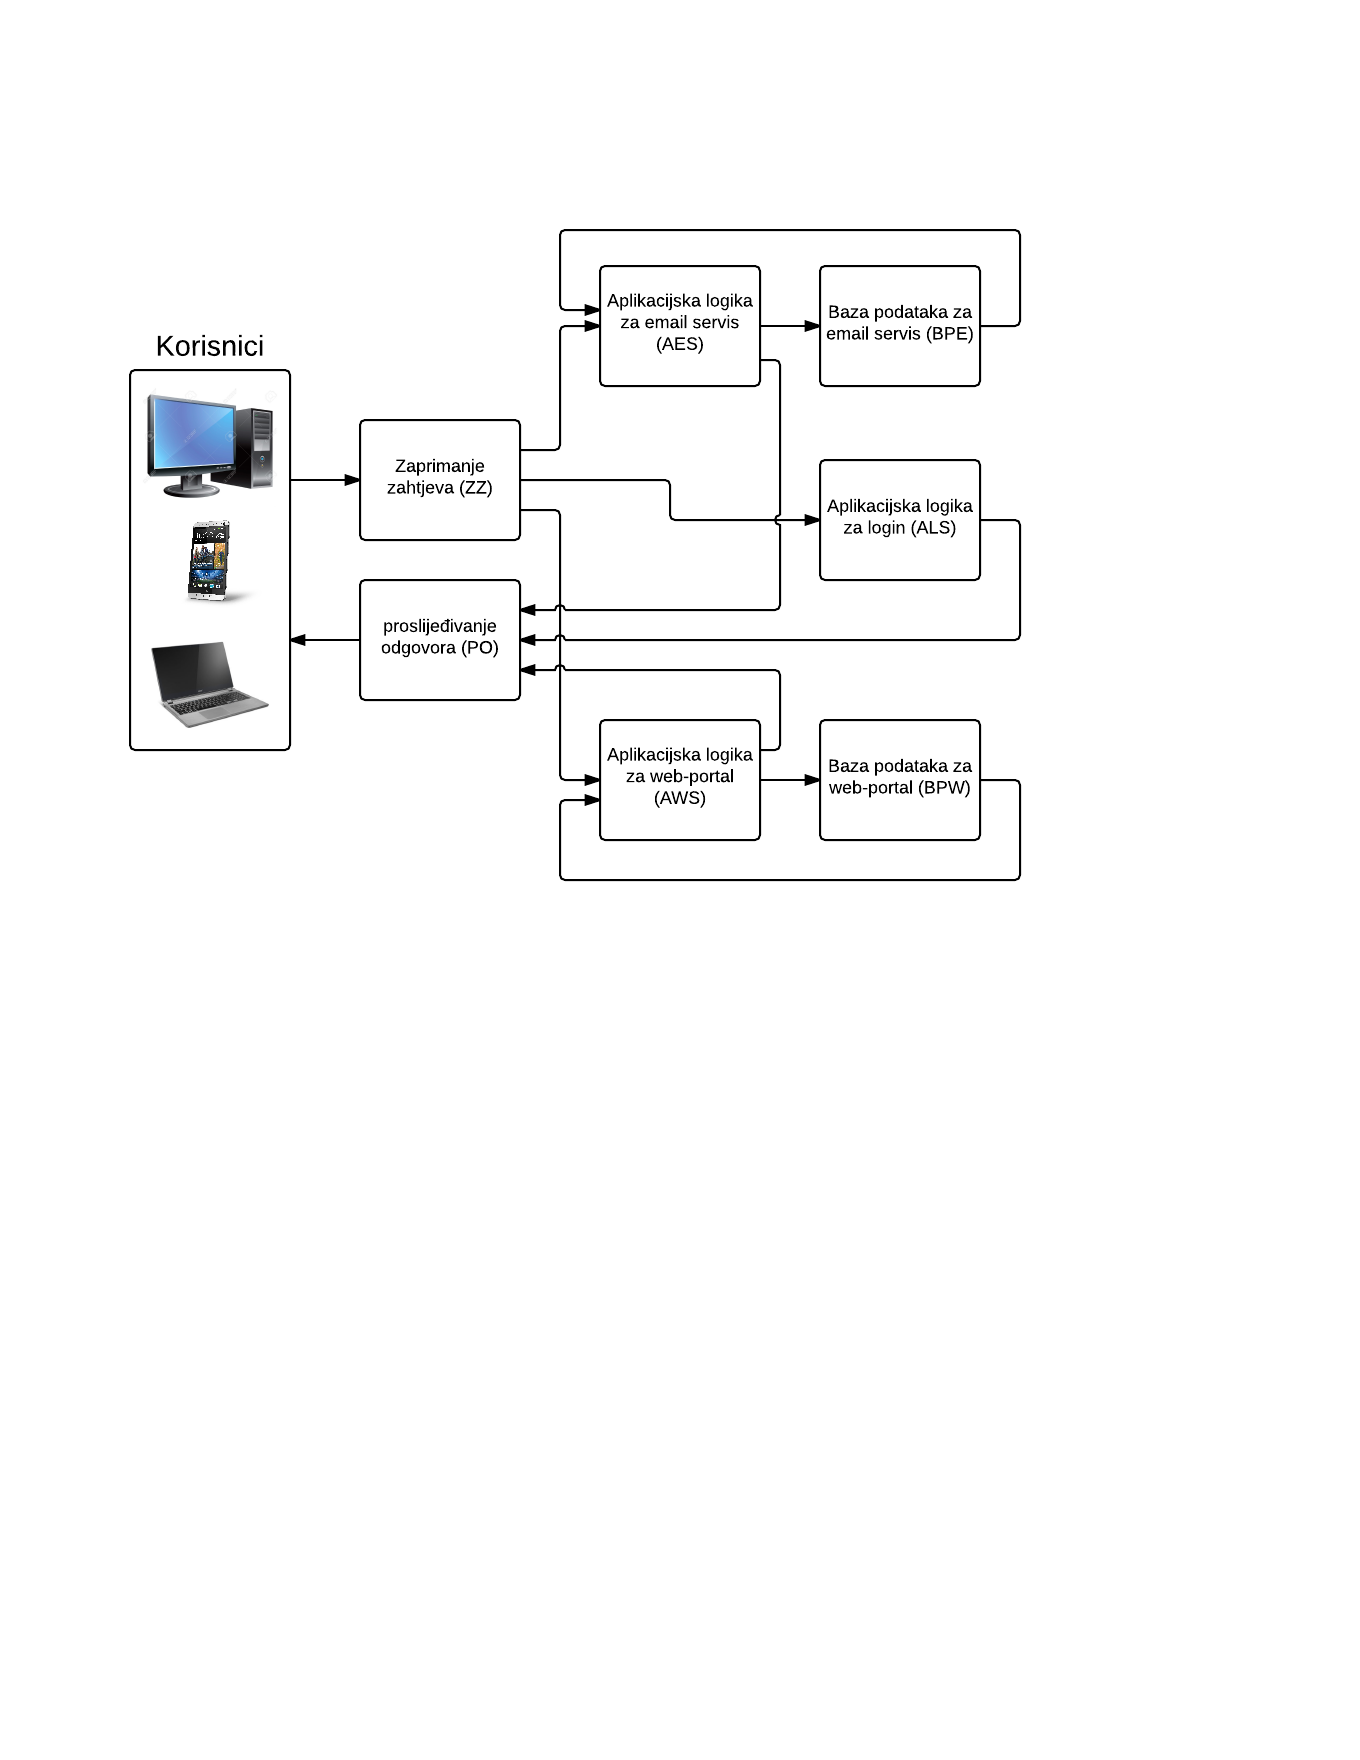 Korisnici
Zaprimanje
zahtjeva (ZZ)
proslijeđivanje
odgovora (PO)
Aplikacijska logika
za email servis
(AES)
Baza podataka za
email servis (BPE)
Aplikacijska logika
za login (ALS)
Aplikacijska logika
za web-portal
(AWS)
Baza podataka za
web-portal (BPW)